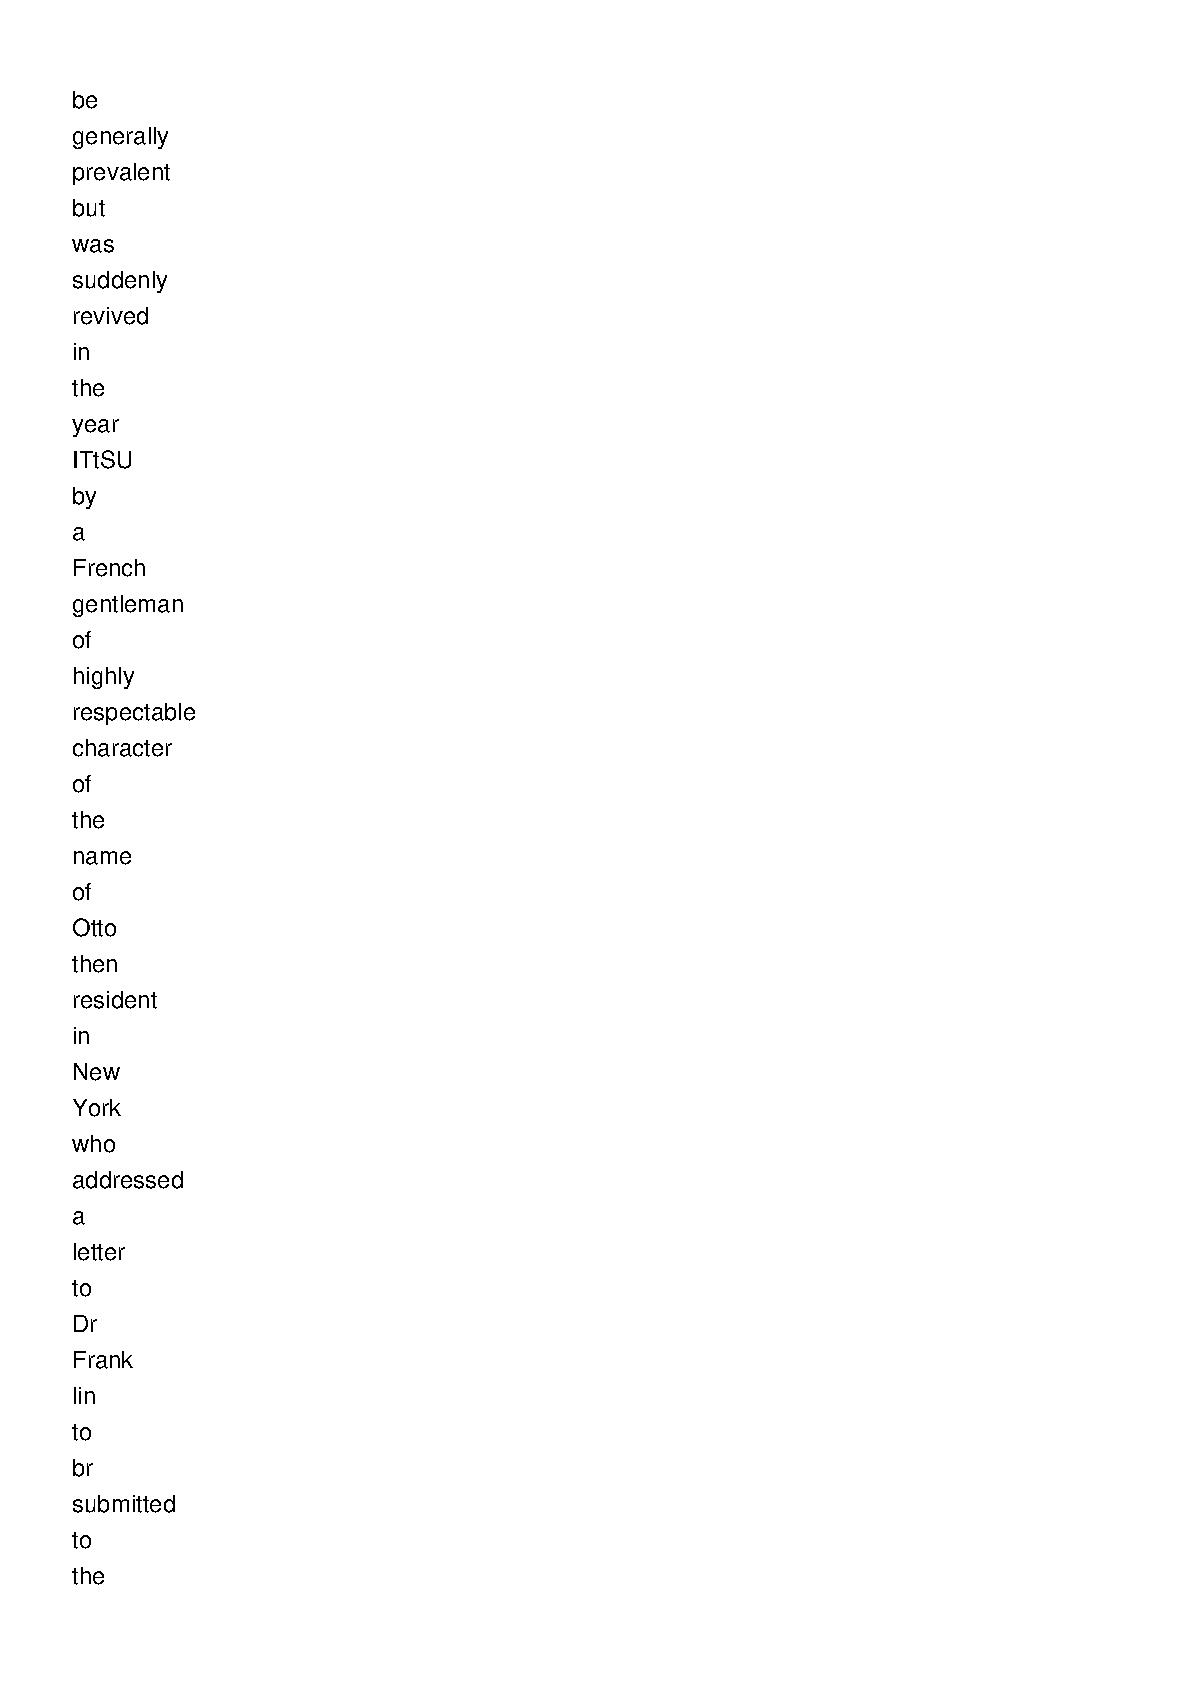 be
generally
prevalent
but
was
suddenly
revived
in
the
year
ITtSU
by
a
French
gentleman
of
highly
respectable
character
of
the
name
of
Otto
then
resident
in
New
York
who
addressed
a
letter
to
Dr
Frank
lin
to
br
submitted
to
the